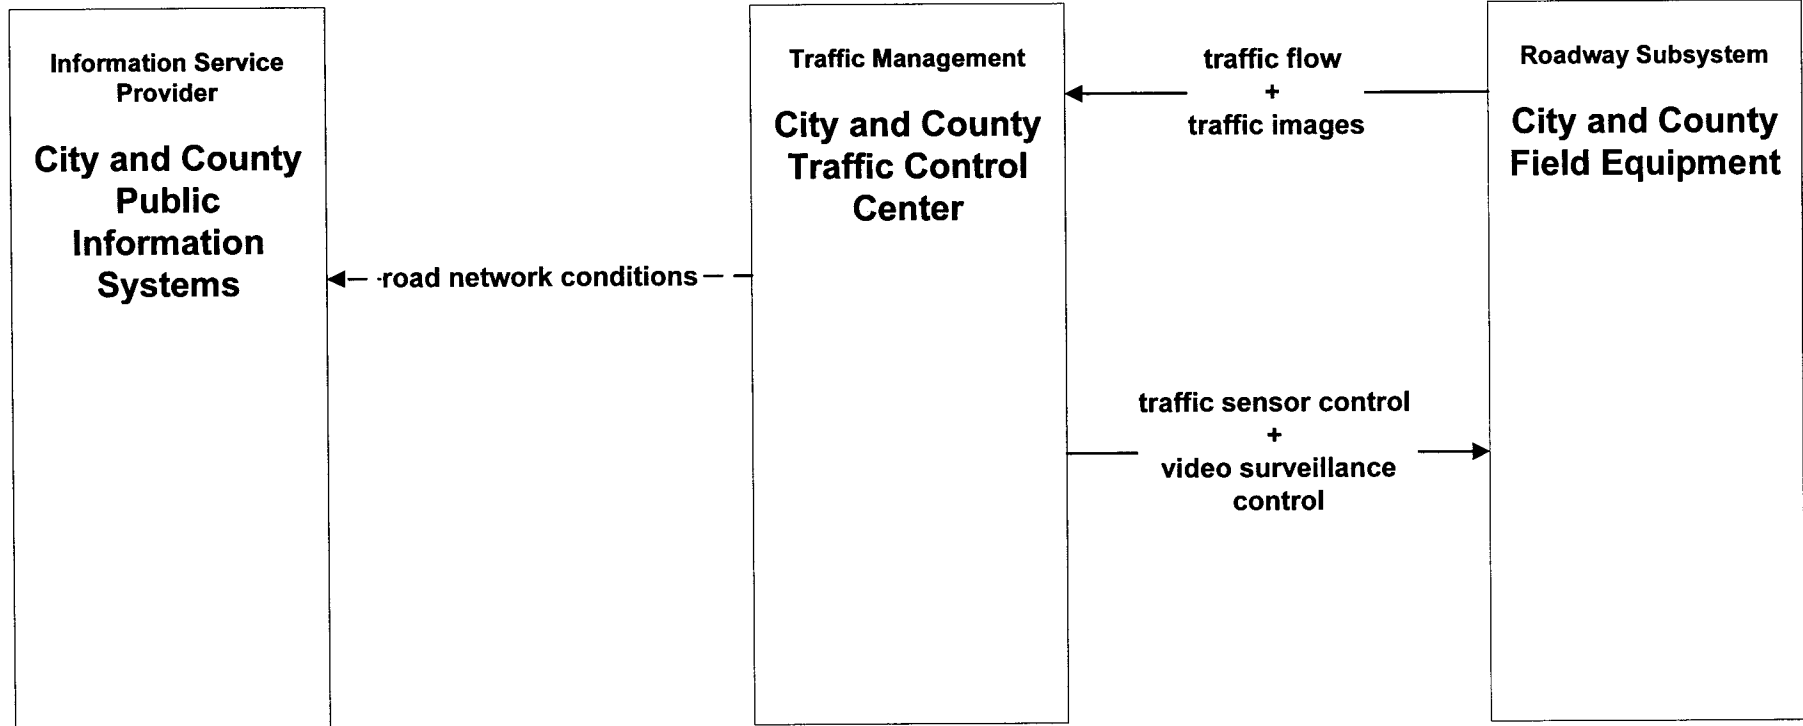 Information Service
Provider
City and County
Public
Information
Systems
road network conditions
Traffic Management
City and County
Traffic Control
Center
traffic flow
+
traffic images
traffic sensor control
+
video surveillance
control
Roadway Subsystem
City and County
Field Equipment